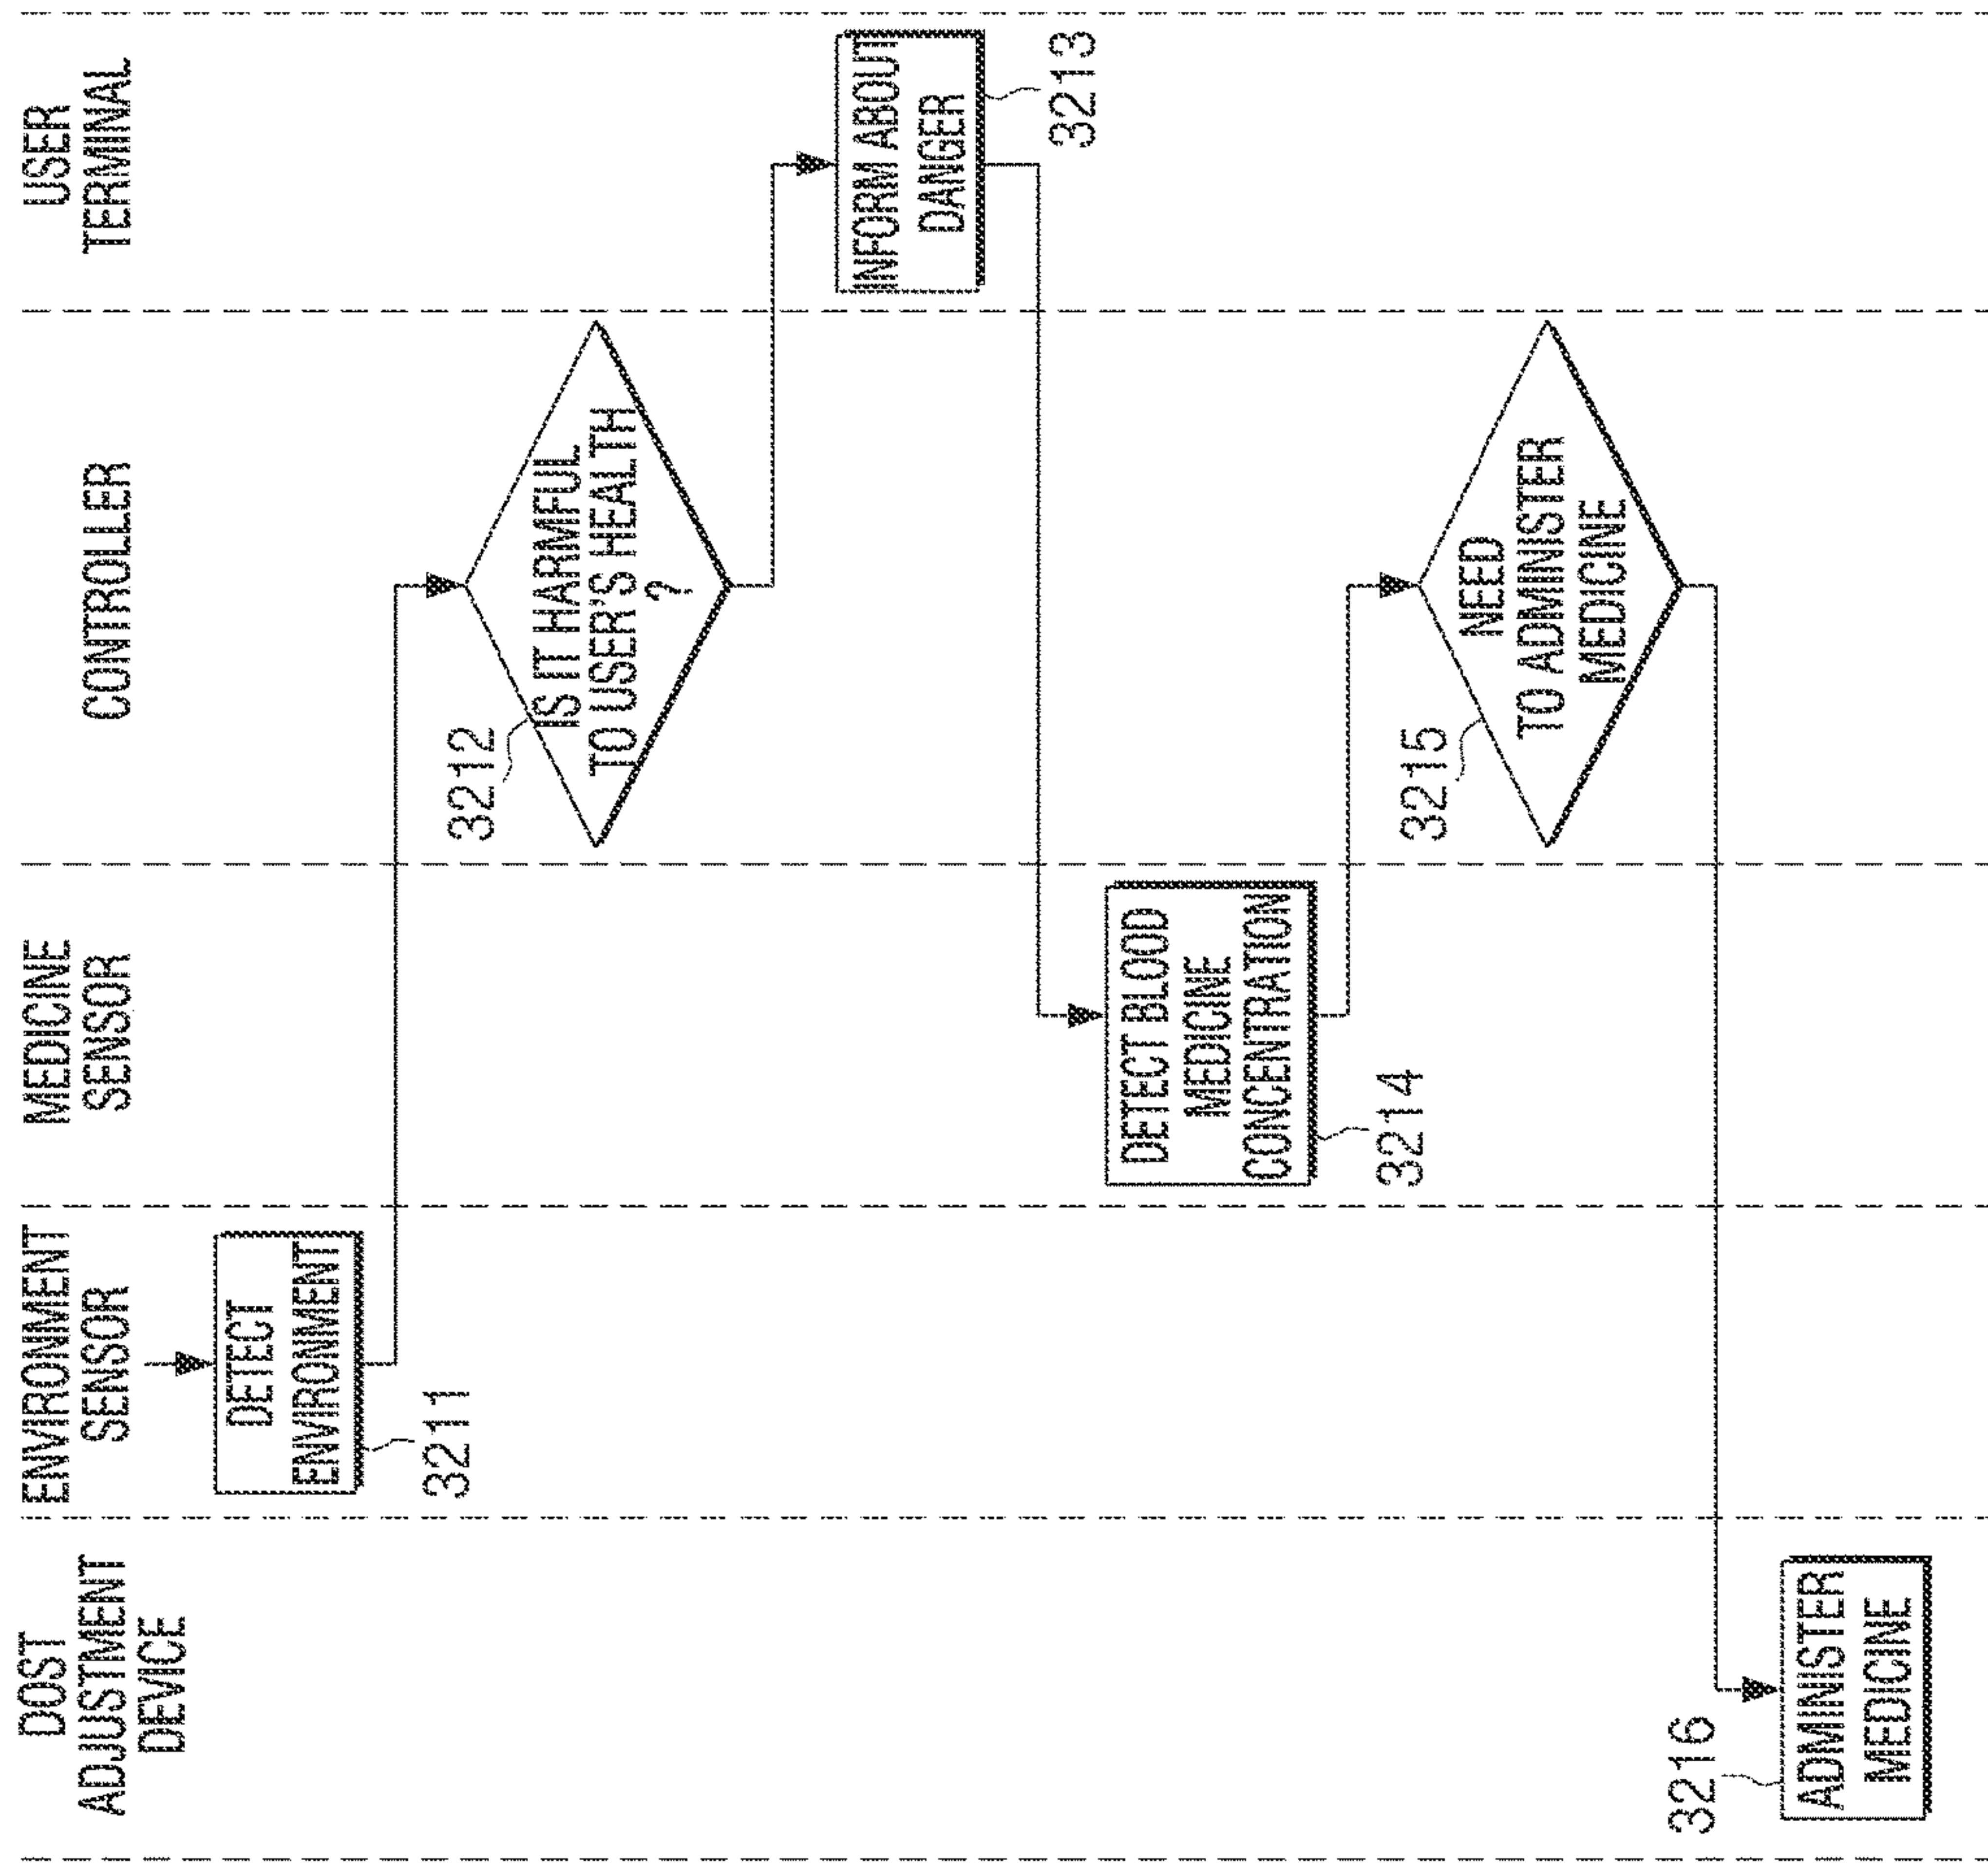 DOST
ADJUSTMENT
DEVICE
ENVIRONMENT
SENSOR
MEDICINE
SENSOR
CONTROLLER
USER
TERMINAL
DETECT
ENVIRONMENT
3211
3212
IS IT HARMFUL
TO USER'S HEALTH
?
INFORM ABOUT
DANGER
3213
DETECT BLOOD
MEDICINE
CONCENTRATION
3214
3215
NEED
TO ADMINISTER
MEDICINE
3216
ADMINISTER
MEDICINE